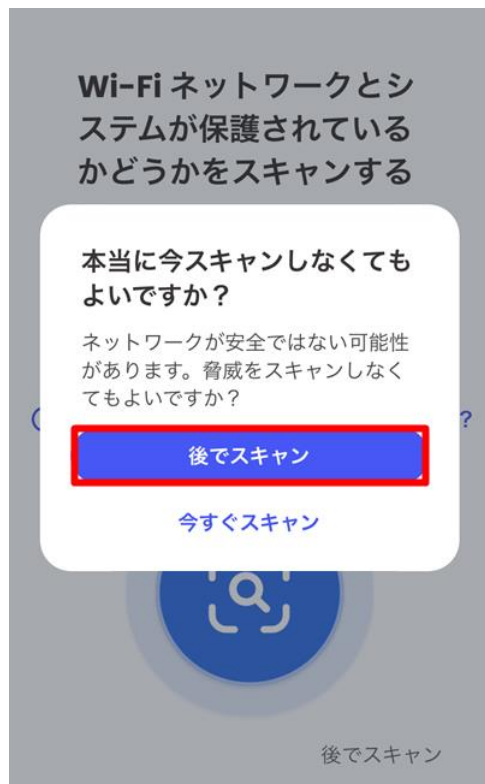 Wi-Fi ネットワークとシ
ステムが保護されている
かどうかをスキャンする
本当に今スキャンしなくても
よいですか？
ネットワークが安全ではない可能性
があります。脅威をスキャンしなく
てもよいですか？
?
後でスキャン
今すぐスキャン
後でスキャン